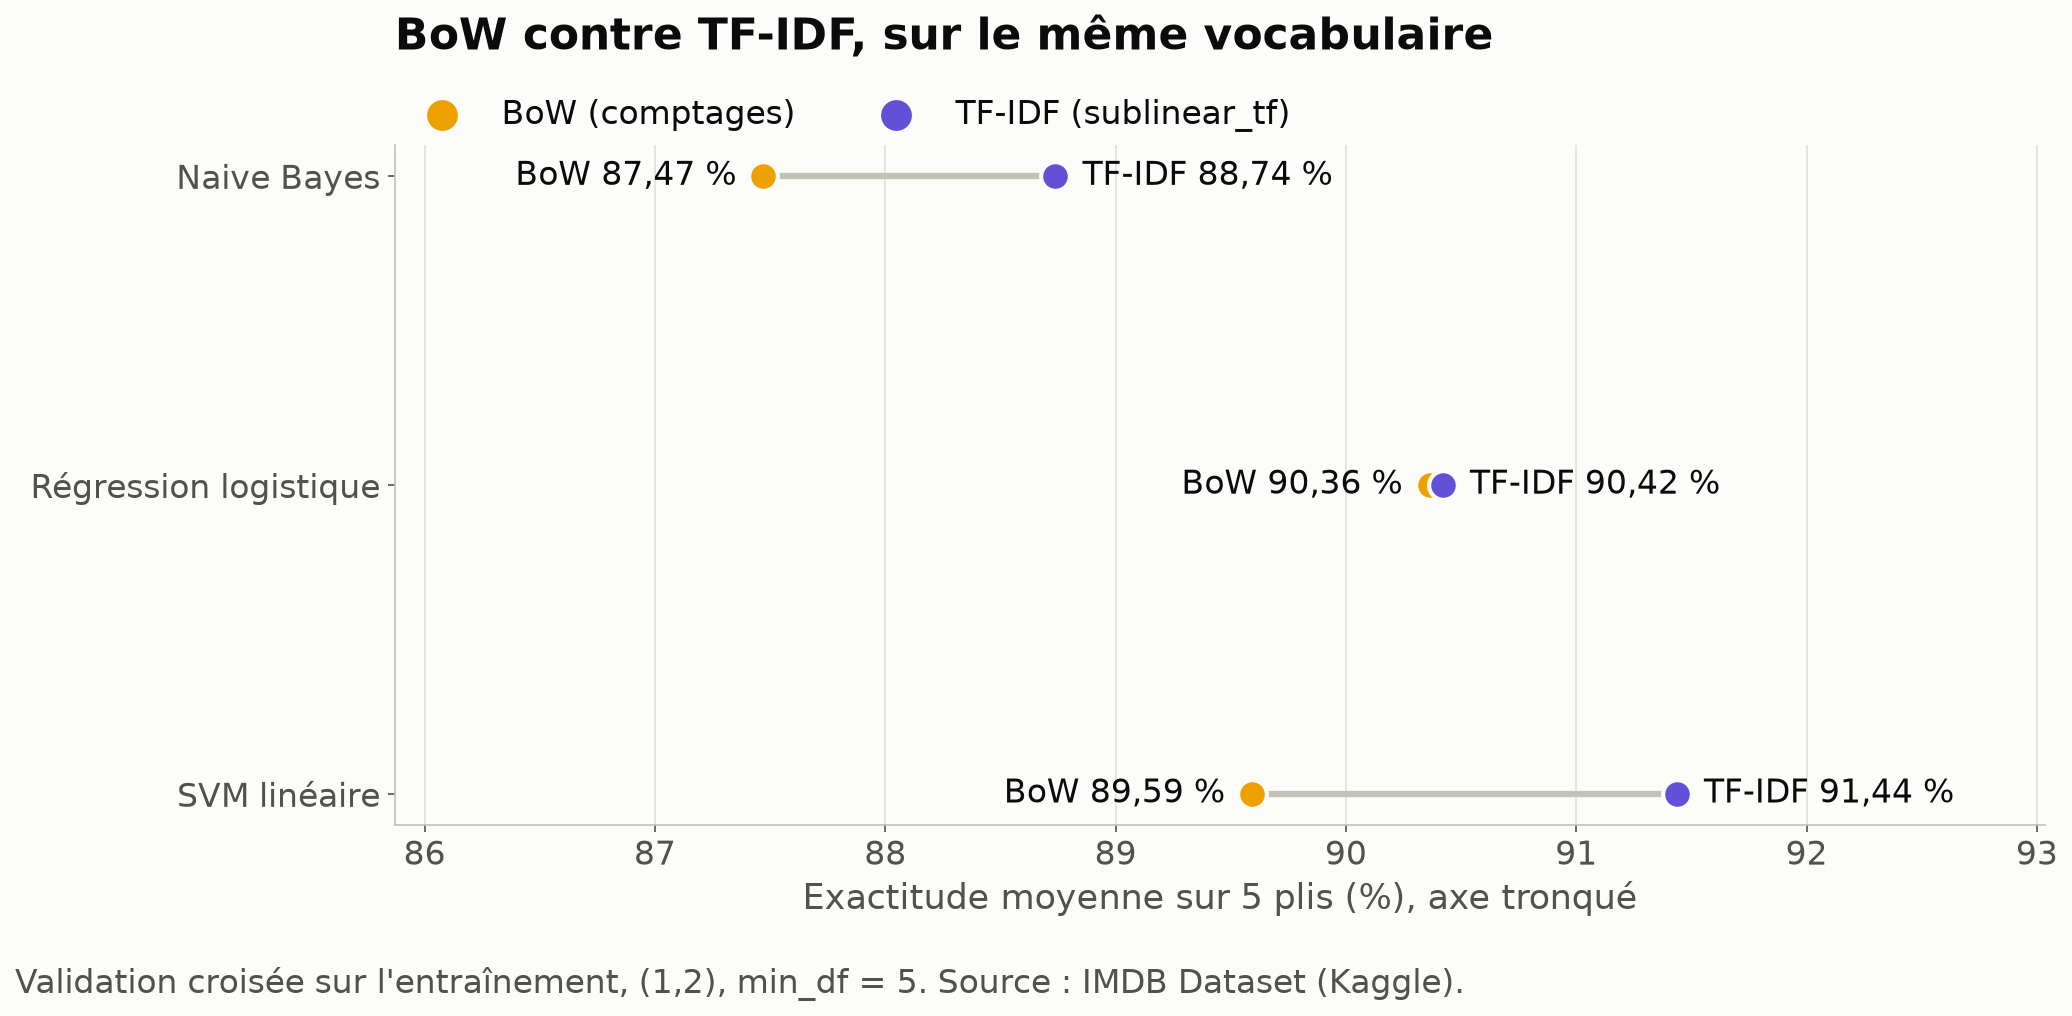 BoW contre TF-IDF, sur le même vocabulaire
BoW (comptages) TF-IDF (sublinear_tf)
Naive Bayes BoW 87,47 % TF-IDF 88,74 %
Régression logistique BoW 90,36 % TF-IDF 90,42 %
SVM linéaire BoW 89,59 % TF-IDF 91,44 %
86 87 88 89 90 91 92 93
Exactitude moyenne sur 5 plis (%), axe tronqué
Validation croisée sur l'entraînement, (1,2), min_df = 5. Source : IMDB Dataset (Kaggle).